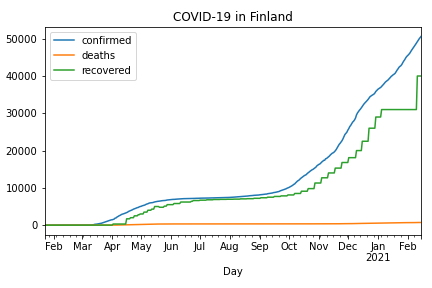 COVID-19 in Finland
confirmed
deaths
recovered
50000
40000
30000
20000
10000
0
Feb Mar Apr May Jun Jul Aug Sep Oct Nov Dec Jan Feb
2021
Day